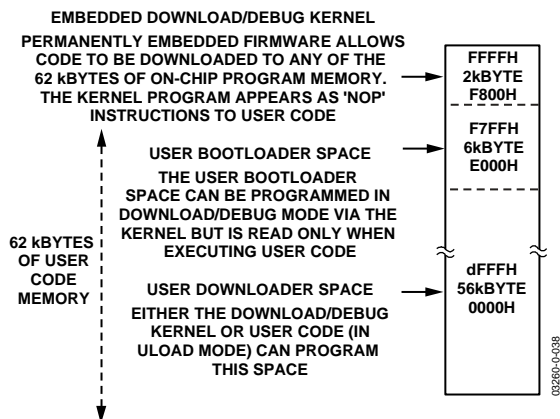 EMBEDDED DOWNLOAD/DEBUG KERNEL
PERMANENTLY EMBEDDED FIRMWARE ALLOWS
CODE TO BE DOWNLOADED TO ANY OF THE
62 kBYTES OF ON-CHIP PROGRAM MEMORY.
THE KERNEL PROGRAM APPEARS AS 'NOP'
INSTRUCTIONS TO USER CODE
FFFFH
2kBYTE
F800H
USER BOOTLOADER SPACE
THE USER BOOTLOADER
SPACE CAN BE PROGRAMMED IN
DOWNLOAD/DEBUG MODE VIA THE
KERNEL BUT IS READ ONLY WHEN
EXECUTING USER CODE
F7FFH
6kBYTE
E000H
62 kBYTES
OF USER
CODE
MEMORY
USER DOWNLOADER SPACE
EITHER THE DOWNLOAD/DEBUG
KERNEL OR USER CODE (IN
ULOAD MODE) CAN PROGRAM
THIS SPACE
dFFFH
56kBYTE
0000H
03260-0-038